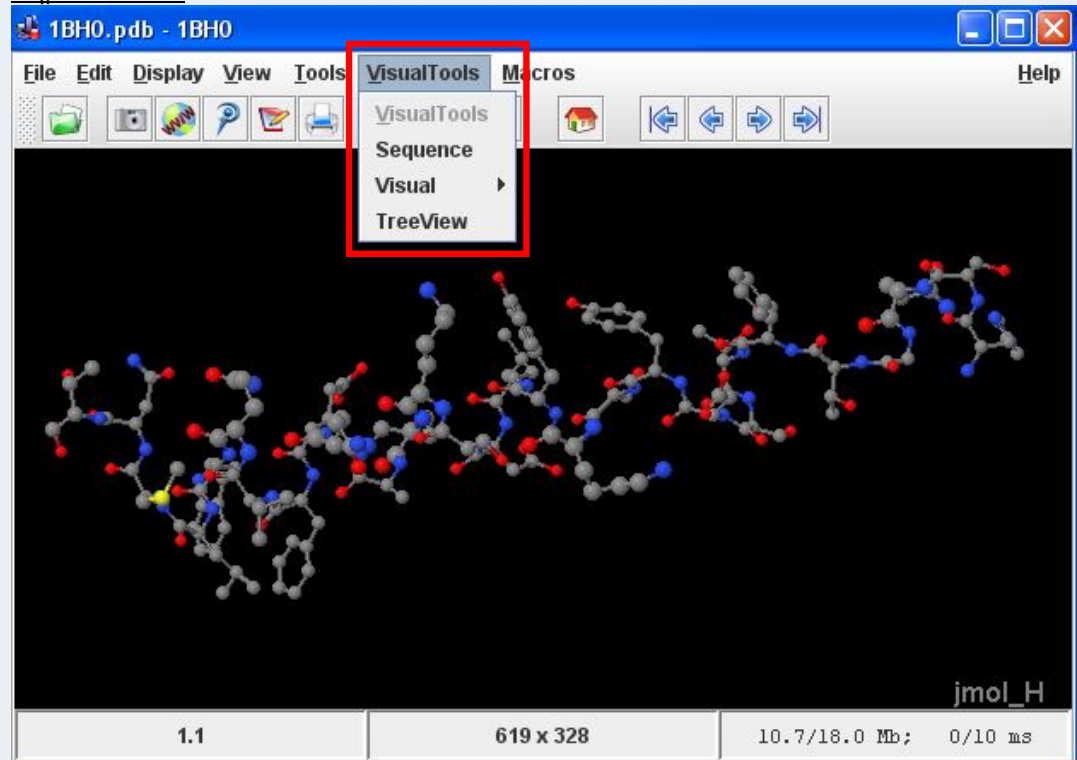 1BH0.pdb - 1BH0
File Edit Display View Tools VisualTools Macros Help
VisualTools
Sequence
Visual
TreeView
jmol_H
1.1 619 x 328 10.7/18.0 Mb; 0/10 ms